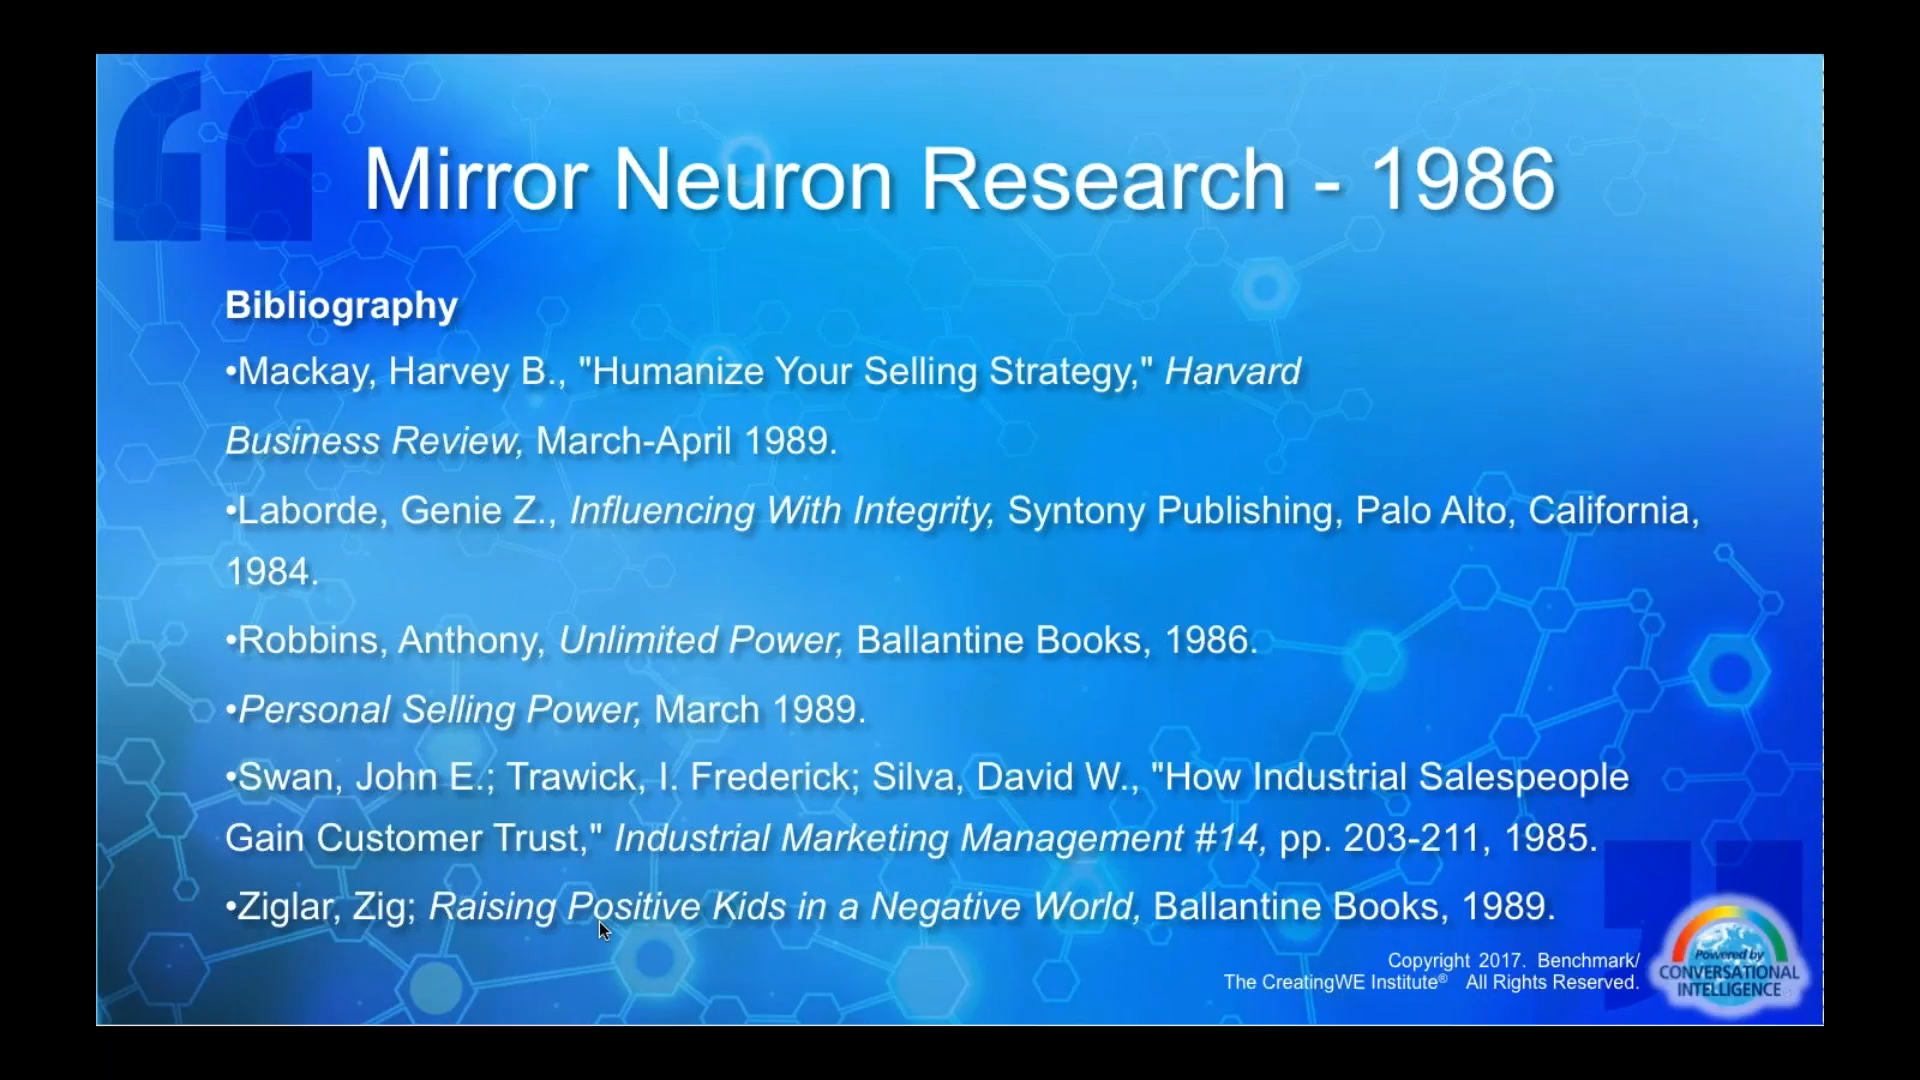 Mirror Neuron Research - 1986
Bibliography
•Mackay, Harvey B., "Humanize Your Selling Strategy," Harvard
Business Review, March-April 1989.
•Laborde, Genie Z., Influencing With Integrity, Syntony Publishing, Palo Alto, California,
1984.
•Robbins, Anthony, Unlimited Power, Ballantine Books, 1986.
•Personal Selling Power, March 1989.
•Swan, John E.; Trawick, I. Frederick; Silva, David W., "How Industrial Salespeople
Gain Customer Trust," Industrial Marketing Management #14, pp. 203-211, 1985.
•Ziglar, Zig; Raising Positive Kids in a Negative World, Ballantine Books, 1989.
Copyright 2017. Benchmark/
The CreatingWE Institute® All Rights Reserved.
Powered by
CONVERSATIONAL
INTELLIGENCE